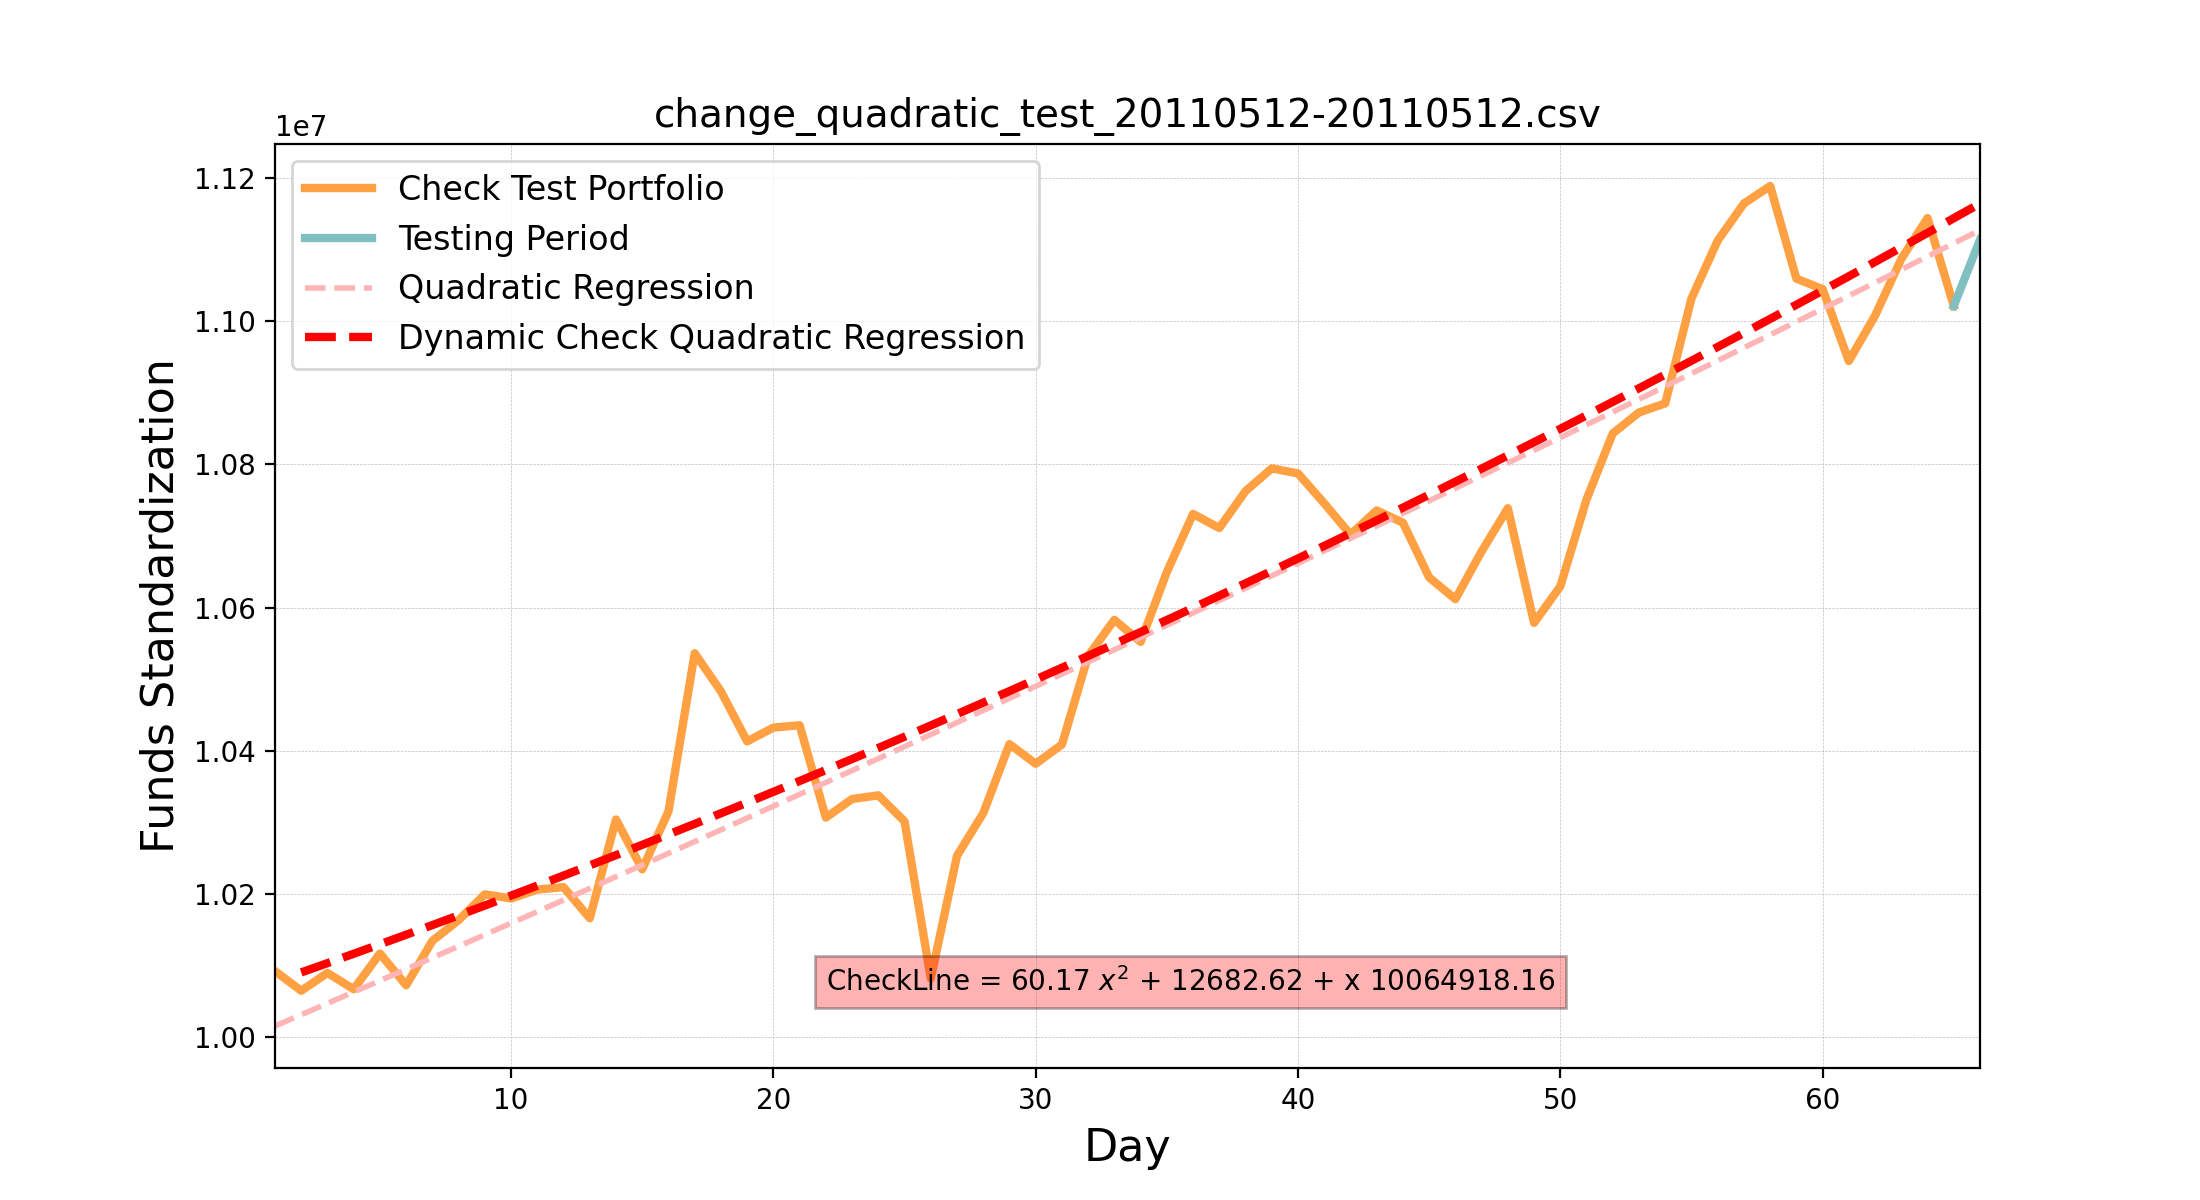 change_quadratic_test_20110512-20110512.csv
1e7
Check Test Portfolio
Testing Period
Quadratic Regression
Dynamic Check Quadratic Regression
1.12
1.10
1.08
1.06
1.04
1.02
1.00
Funds Standardization
CheckLine = 60.17 x² + 12682.62 + x 10064918.16
10 20 30 40 50 60
Day